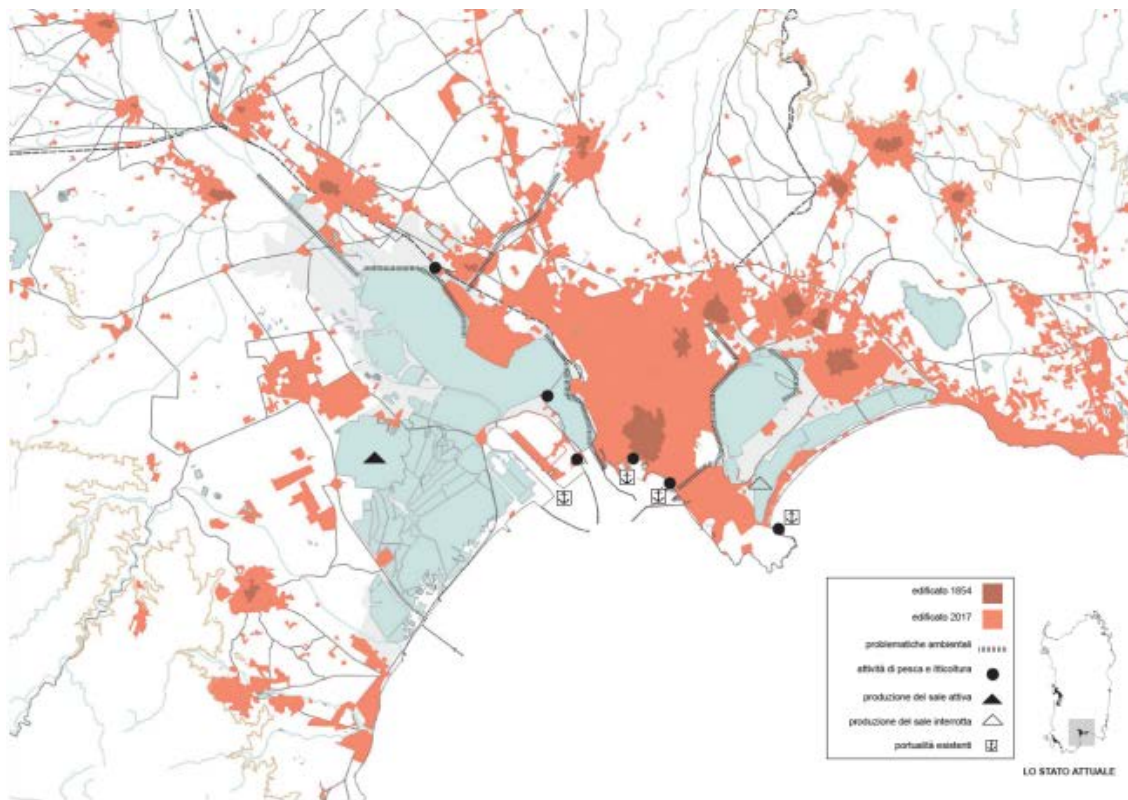 edificato 1854
edificato 2017
problematiche ambientali
attività di pesca e itticoltura
produzione del sale attiva
produzione del sale interrotta
portualità esistenti
LO STATO ATTUALE